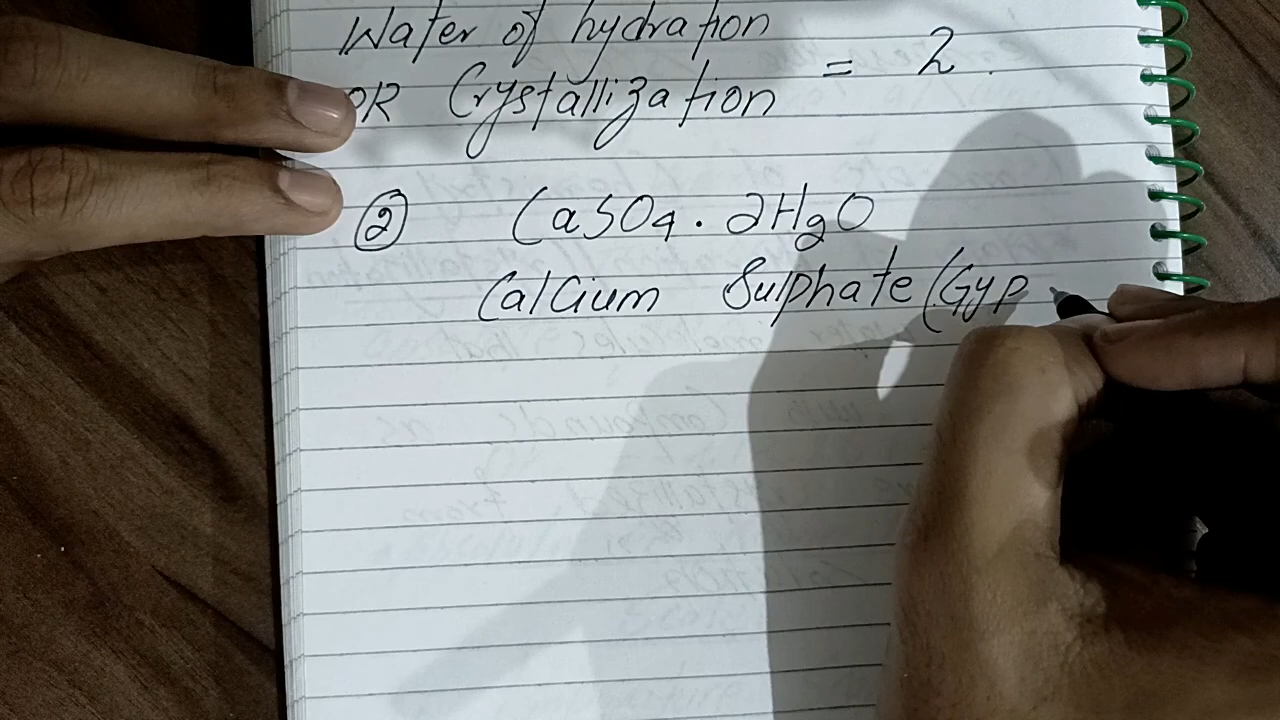 Water of hydration
OR Crystallization = 2.
② CaSO4 . 2H2O
Calcium Sulphate (Gyp